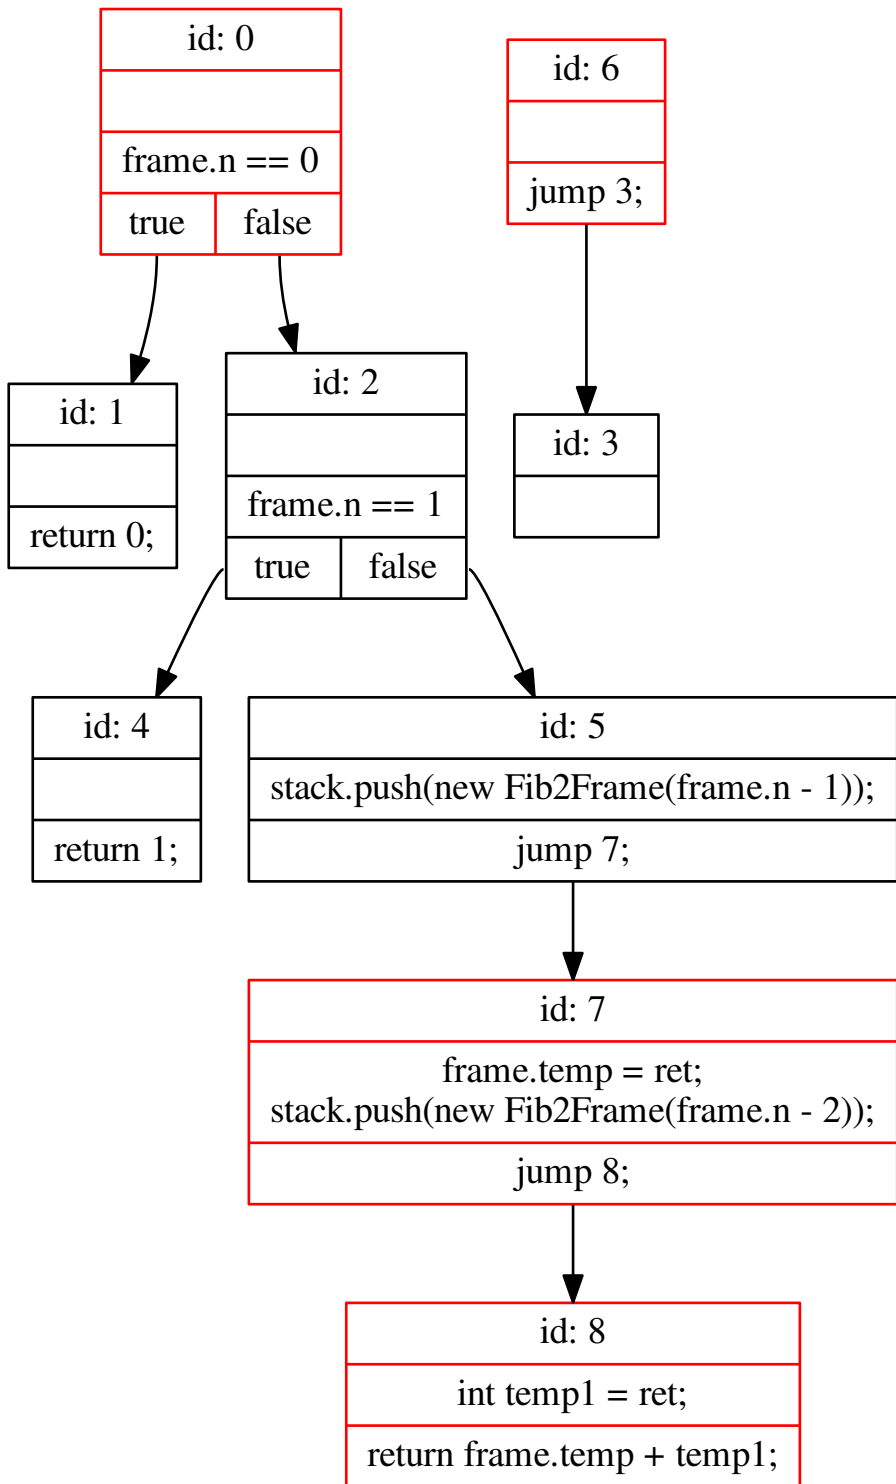 id: 0
frame.n == 0
true
false
id: 6
jump 3;
id: 1
return 0;
id: 2
frame.n == 1
true
false
id: 3
id: 4
return 1;
id: 5
stack.push(new Fib2Frame(frame.n - 1));
jump 7;
id: 7
frame.temp = ret;
stack.push(new Fib2Frame(frame.n - 2));
jump 8;
id: 8
int temp1 = ret;
return frame.temp + temp1;